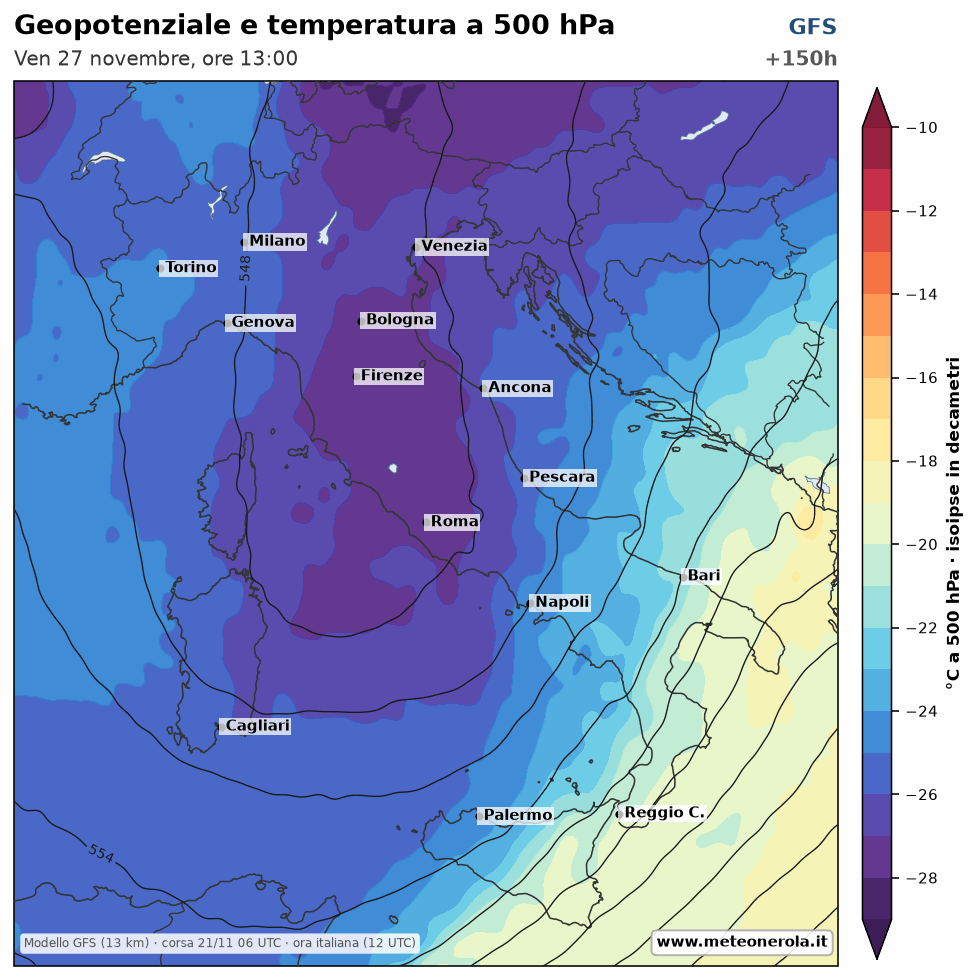 Geopotenziale e temperatura a 500 hPa
GFS
Ven 27 novembre, ore 13:00
+150h
−10
−12
−14
−16
−18
−20
−22
−24
−26
−28
°C a 500 hPa · isoipse in decametri
Milano
Venezia
Torino
548
Genova
Bologna
Firenze
Ancona
Pescara
Roma
Bari
Napoli
Cagliari
Palermo
Reggio C.
554
Modello GFS (13 km) · corsa 21/11 06 UTC · ora italiana (12 UTC)
www.meteonerola.it